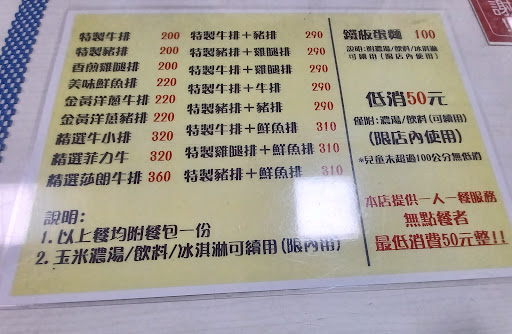 特製牛排 200
特製豬排 200
香煎雞腿排 200
美味鮮魚排 220
金黃洋蔥牛排 220
金黃洋蔥豬排 220
精選牛小排 320
精選菲力牛 320
精選莎朗牛排 360
特製牛排+豬排 290
特製豬排+雞腿排 290
特製牛排+雞腿排 290
特製牛排+牛排 290
特製豬排+豬排 290
特製牛排+鮮魚排 310
特製雞腿排+鮮魚排 310
特製豬排+鮮魚排 310
說明:
1.以上餐均附餐包一份
2.玉米濃湯/飲料/冰淇淋可續用(限內用)
鐵板蛋麵 100
說明:附濃湯/飲料/冰淇淋
可續用(限店內使用)
低消50元
僅附:濃湯/飲料(可續用)
(限店內使用)
*兒童未超過100公分無低消
本店提供一人一餐服務
無點餐者
最低消費50元整!!